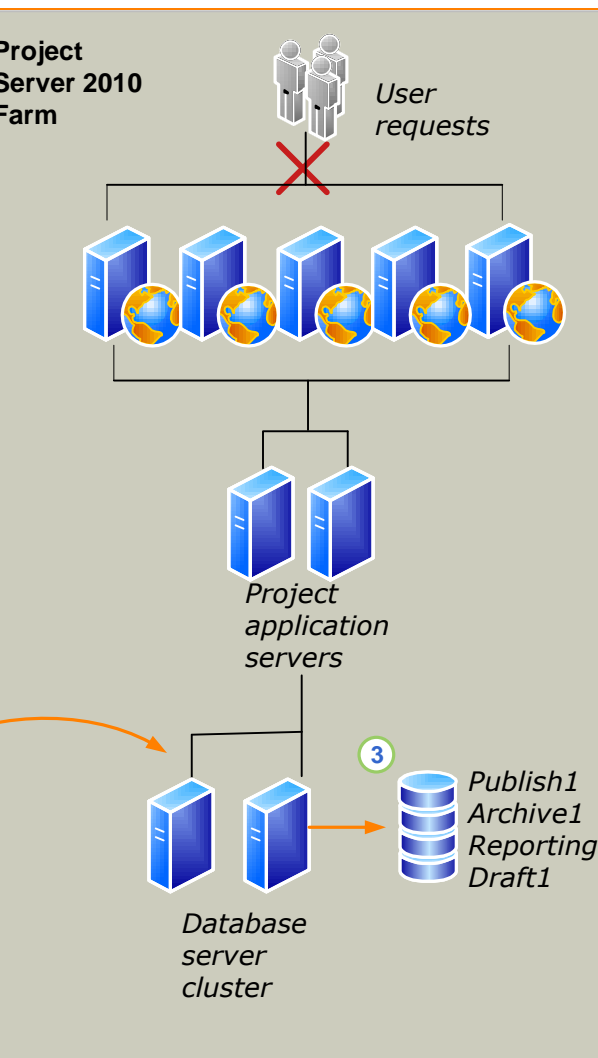 Project
Server 2010
Farm
User
requests
Project
application
servers
3
Publish1
Archive1
Reporting
Draft1
Database
server
cluster